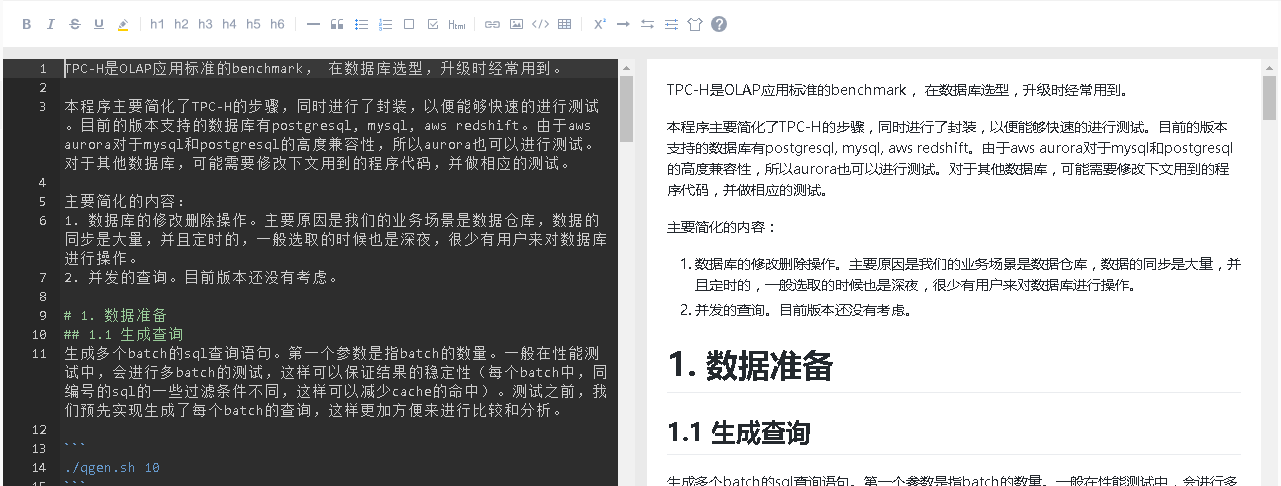 B I S U h1 h2 h3 h4 h5 h6 Html X² ?
1 TPC-H是OLAP应用标准的benchmark， 在数据库选型，升级时经常用到。
2
3 本程序主要简化了TPC-H的步骤，同时进行了封装，以便能够快速的进行测试
。目前的版本支持的数据库有postgresql, mysql, aws redshift。由于aws
aurora对于mysql和postgresql的高度兼容性，所以aurora也可以进行测试。
对于其他数据库，可能需要修改下文用到的程序代码，并做相应的测试。
4
5 主要简化的内容：
6 1. 数据库的修改删除操作。主要原因是我们的业务场景是数据仓库，数据的
同步是大量，并且定时的，一般选取的时候也是深夜，很少有用户来对数据库
进行操作。
7 2. 并发的查询。目前版本还没有考虑。
8
9 # 1. 数据准备
10 ## 1.1 生成查询
11 生成多个batch的sql查询语句。第一个参数是指batch的数量。一般在性能测
试中，会进行多batch的测试，这样可以保证结果的稳定性（每个batch中，同
编号的sql的一些过滤条件不同，这样可以减少cache的命中）。测试之前，我
们预先实现生成了每个batch的查询，这样更加方便来进行比较和分析。
12
13 ```
14 ./qgen.sh 10
15 ```
TPC-H是OLAP应用标准的benchmark， 在数据库选型，升级时经常用到。
本程序主要简化了TPC-H的步骤，同时进行了封装，以便能够快速的进行测试。目前的版本
支持的数据库有postgresql, mysql, aws redshift。由于aws aurora对于mysql和postgresql
的高度兼容性，所以aurora也可以进行测试。对于其他数据库，可能需要修改下文用到的程
序代码，并做相应的测试。
主要简化的内容：
1. 数据库的修改删除操作。主要原因是我们的业务场景是数据仓库，数据的同步是大量，并
且定时的，一般选取的时候也是深夜，很少有用户来对数据库进行操作。
2. 并发的查询。目前版本还没有考虑。
1. 数据准备
1.1 生成查询
生成多个batch的sql查询语句。第一个参数是指batch的数量。一般在性能测试中，会进行多